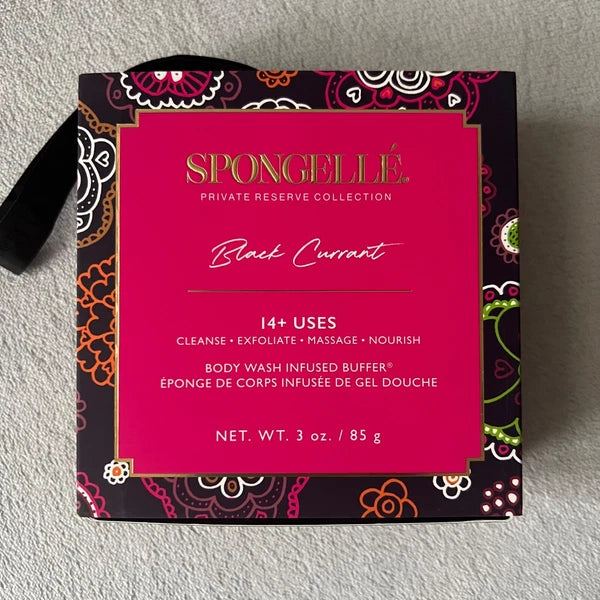 SPONGELLÉ®
PRIVATE RESERVE COLLECTION
Black Currant
14+ USES
CLEANSE • EXFOLIATE • MASSAGE • NOURISH
BODY WASH INFUSED BUFFER®
ÉPONGE DE CORPS INFUSÉE DE GEL DOUCHE
NET. WT. 3 oz. / 85 g